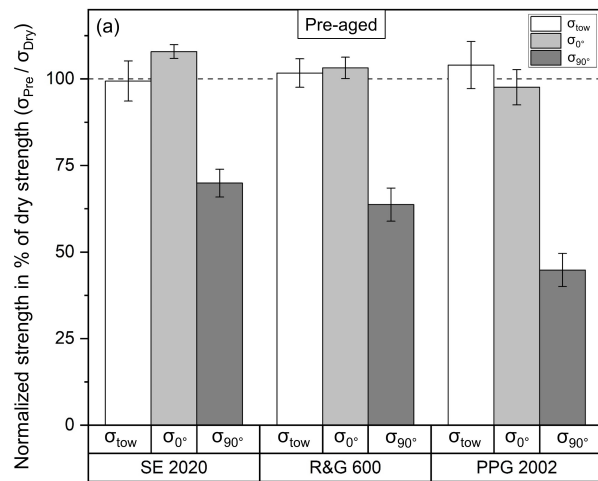 (a)
Pre-aged
σtow
σ0°
σ90°
Normalized strength in % of dry strength (σPre / σDry)
100
75
50
25
0
σtow σ0° σ90° σtow σ0° σ90° σtow σ0° σ90°
SE 2020 R&G 600 PPG 2002